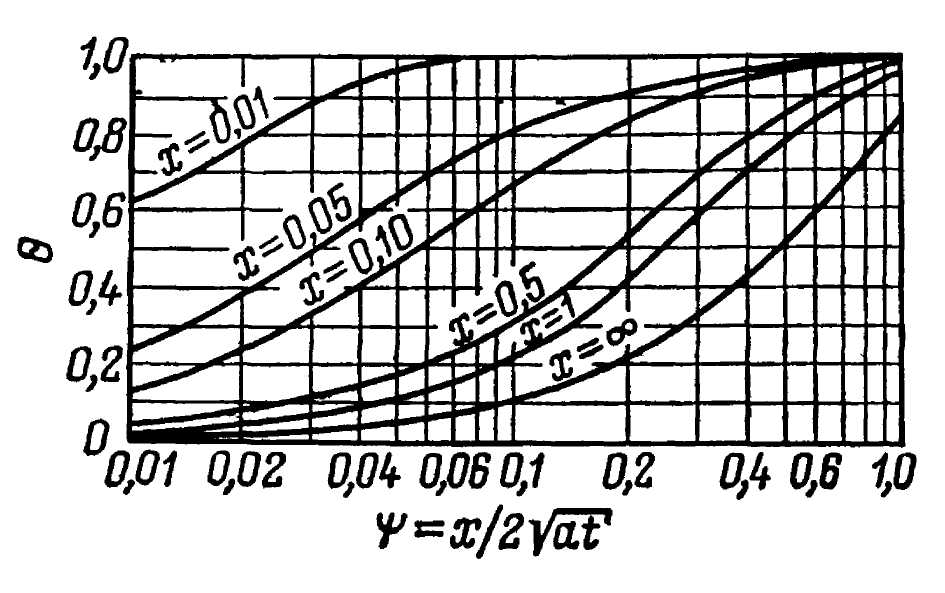 1,0
0,8
0,6
0,4
0,2
0
θ
x=0,01
x=0,05
x=0,10
x=0,5
x=1
x=∞
0,01 0,02 0,04 0,06 0,1 0,2 0,4 0,6 1,0
Ψ=x/2√at